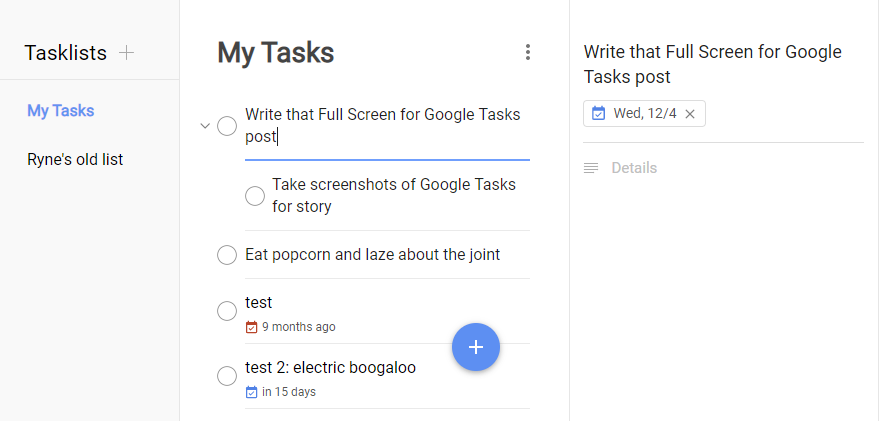 Tasklists
My Tasks
Ryne's old list
My Tasks
Write that Full Screen for Google Tasks
post
Take screenshots of Google Tasks
for story
Eat popcorn and laze about the joint
test
9 months ago
test 2: electric boogaloo
in 15 days
Write that Full Screen for Google
Tasks post
Wed, 12/4
Details